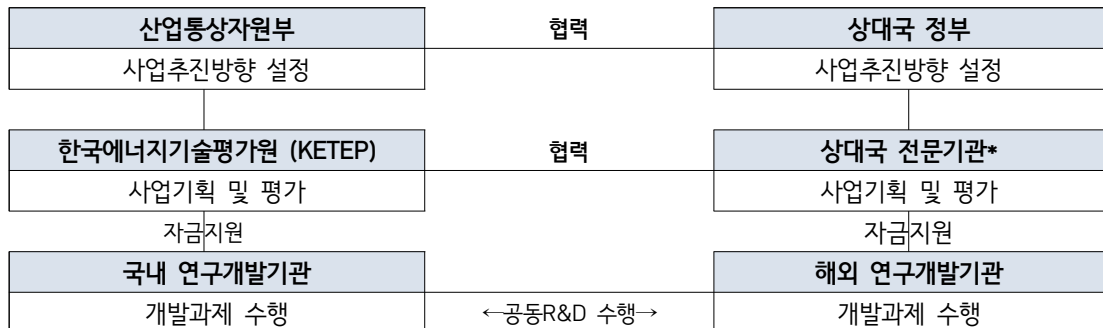 산업통상자원부 협력 상대국 정부
사업추진방향 설정 사업추진방향 설정
한국에너지기술평가원 (KETEP) 협력 상대국 전문기관*
사업기획 및 평가 사업기획 및 평가
자금지원 자금지원
국내 연구개발기관 해외 연구개발기관
개발과제 수행 ←공동R&D 수행→ 개발과제 수행